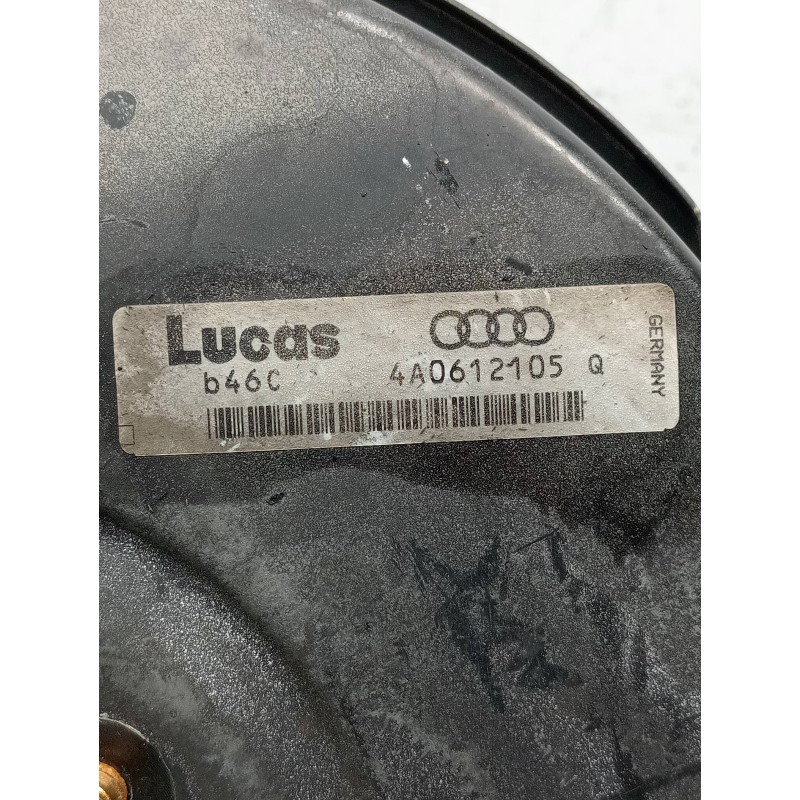 Lucas
b46C
4A0612105 Q
GERMANY